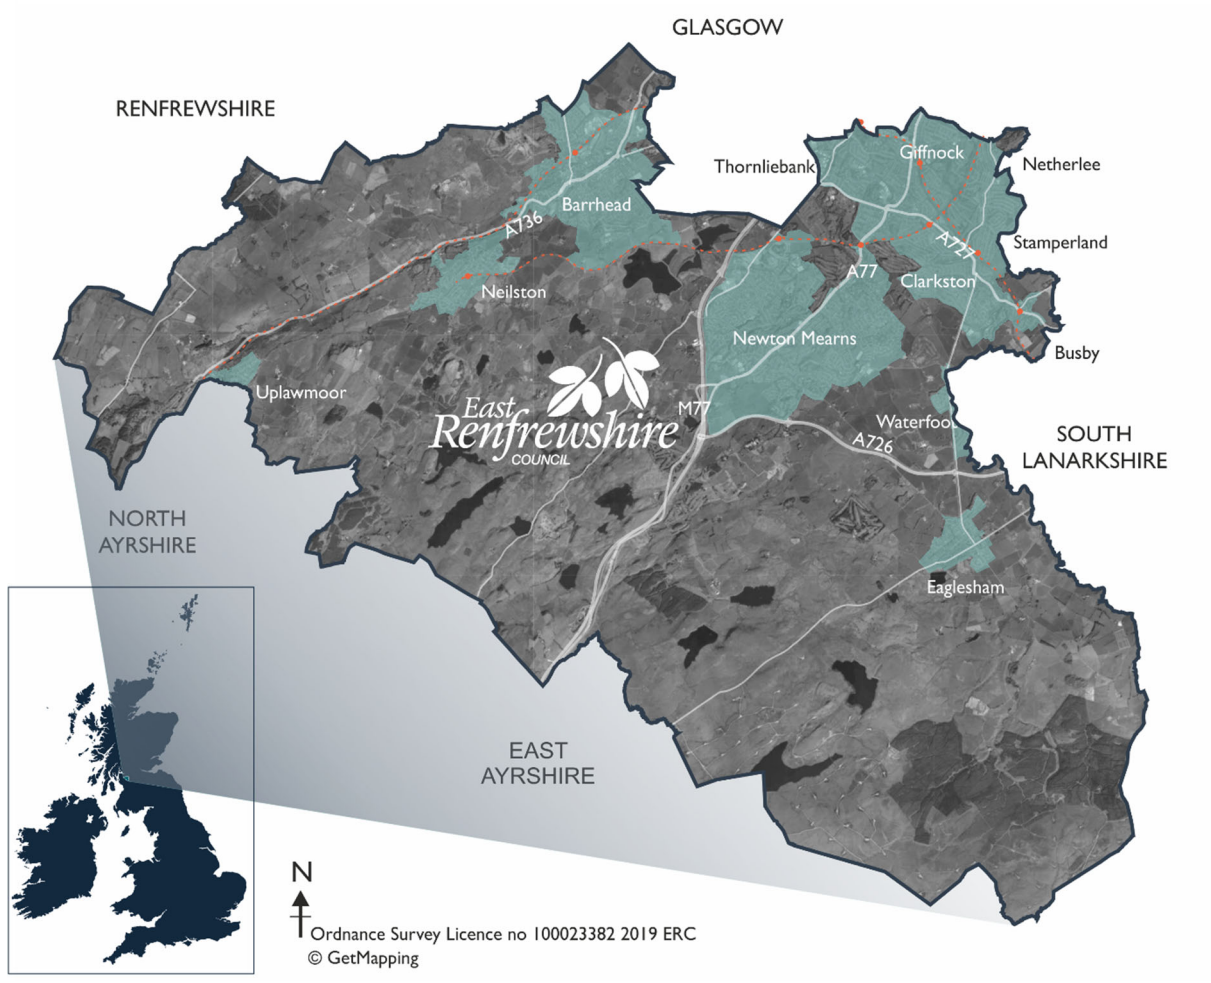 GLASGOW
RENFREWSHIRE
Giffnock
Thornliebank
Netherlee
Barrhead
A736
Stamperland
A727
A77
Clarkston
Neilston
Newton Mearns
Busby
Uplawmoor
M77
East
Renfrewshire
COUNCIL
Waterfoo
A726
SOUTH
LANARKSHIRE
NORTH
AYRSHIRE
Eaglesham
EAST
AYRSHIRE
N
Ordnance Survey Licence no 100023382 2019 ERC
© GetMapping